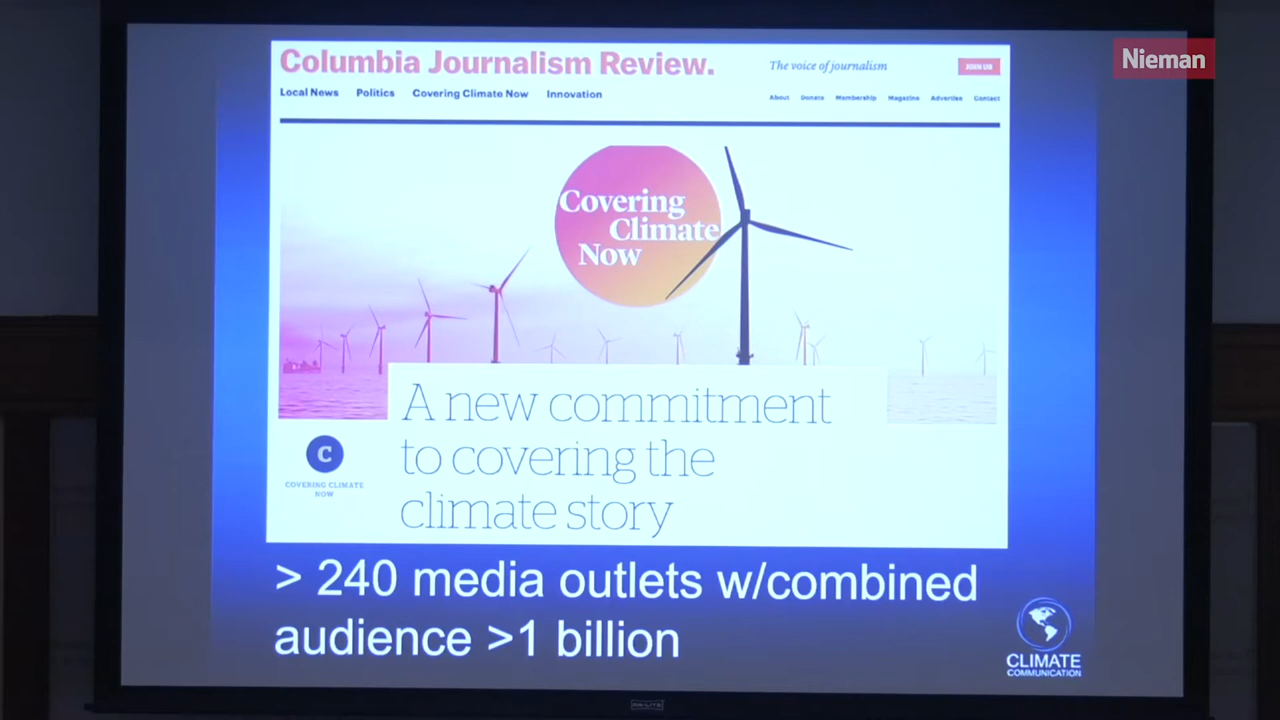 Columbia Journalism Review.
The voice of journalism
JOIN US
Nieman
Local News Politics Covering Climate Now Innovation
About Donate Membership Magazine Advertise Contact
Covering
Climate
Now
A new commitment
to covering the
climate story
C
COVERING CLIMATE
NOW
> 240 media outlets w/combined
audience >1 billion
CLIMATE
COMMUNICATION
DA-LITE